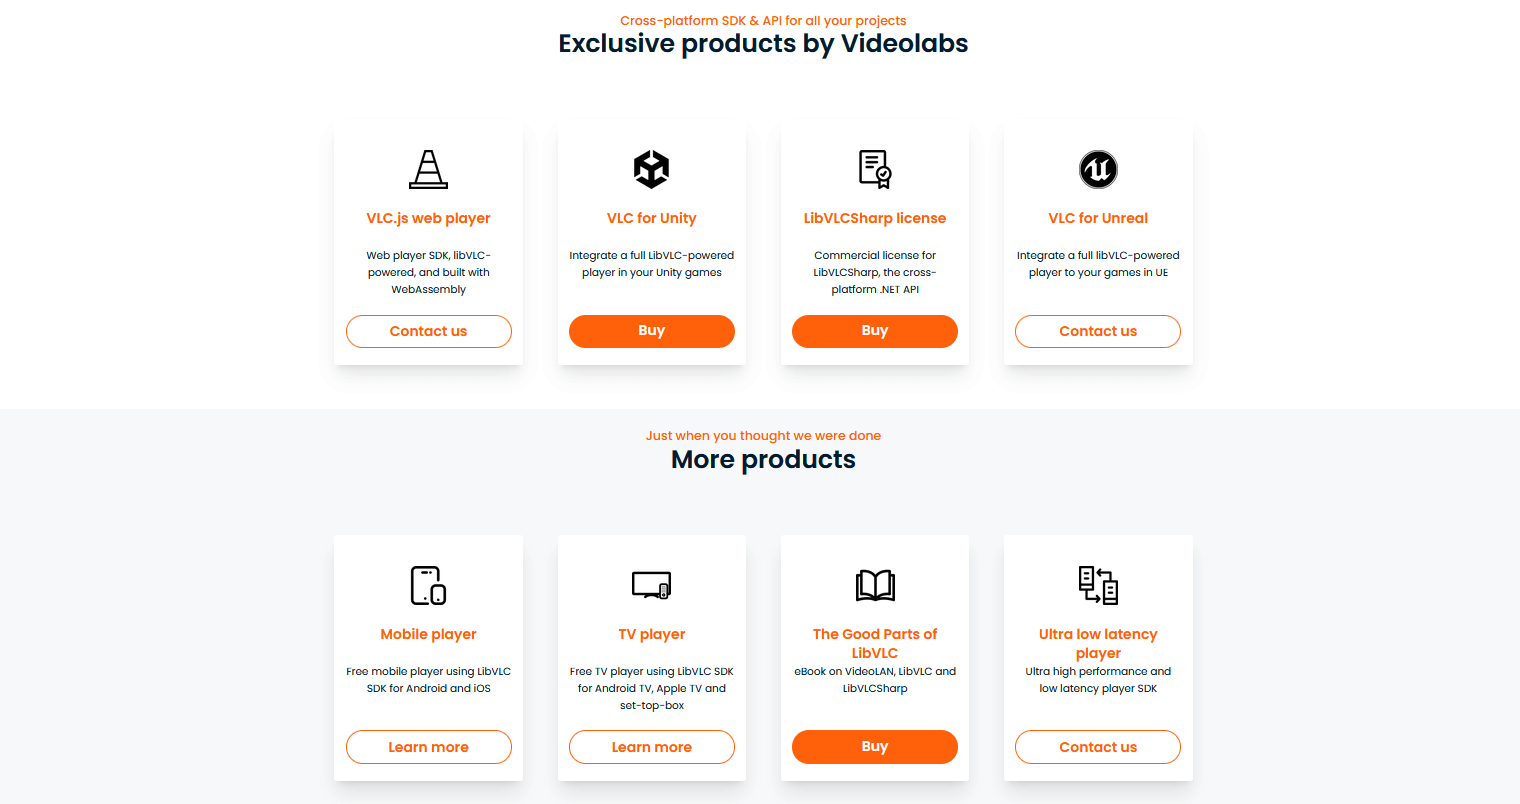 Cross-platform SDK & API for all your projects
Exclusive products by Videolabs
VLC.js web player
Web player SDK, libVLC-
powered, and built with
WebAssembly
Contact us
VLC for Unity
Integrate a full LibVLC-powered
player in your Unity games
Buy
LibVLCSharp license
Commercial license for
LibVLCSharp, the cross-
platform .NET API
Buy
VLC for Unreal
Integrate a full libVLC-powered
player to your games in UE
Contact us
Just when you thought we were done
More products
Mobile player
Free mobile player using LibVLC
SDK for Android and iOS
Learn more
TV player
Free TV player using LibVLC SDK
for Android TV, Apple TV and
set-top-box
Learn more
The Good Parts of
LibVLC
eBook on VideoLAN, LibVLC and
LibVLCSharp
Buy
Ultra low latency
player
Ultra high performance and
low latency player SDK
Contact us